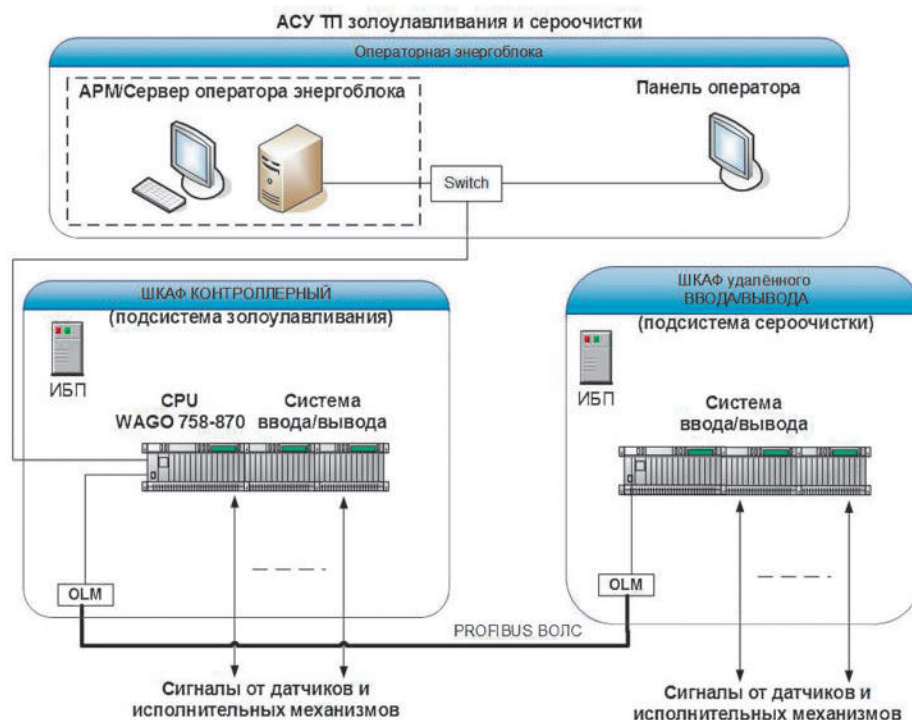 АСУ ТП золоулавливания и сероочистки
Операторная энергоблока
АРМ/Сервер оператора энергоблока
Панель оператора
Switch
ШКАФ КОНТРОЛЛЕРНЫЙ
(подсистема золоулавливания)
ИБП
CPU
WAGO 758-870
Система
ввода/вывода
OLM
ШКАФ удалённого
ВВОДА/ВЫВОДА
(подсистема сероочистки)
ИБП
Система
ввода/вывода
OLM
PROFIBUS ВОЛС
Сигналы от датчиков и
исполнительных механизмов
Сигналы от датчиков и
исполнительных механизмов